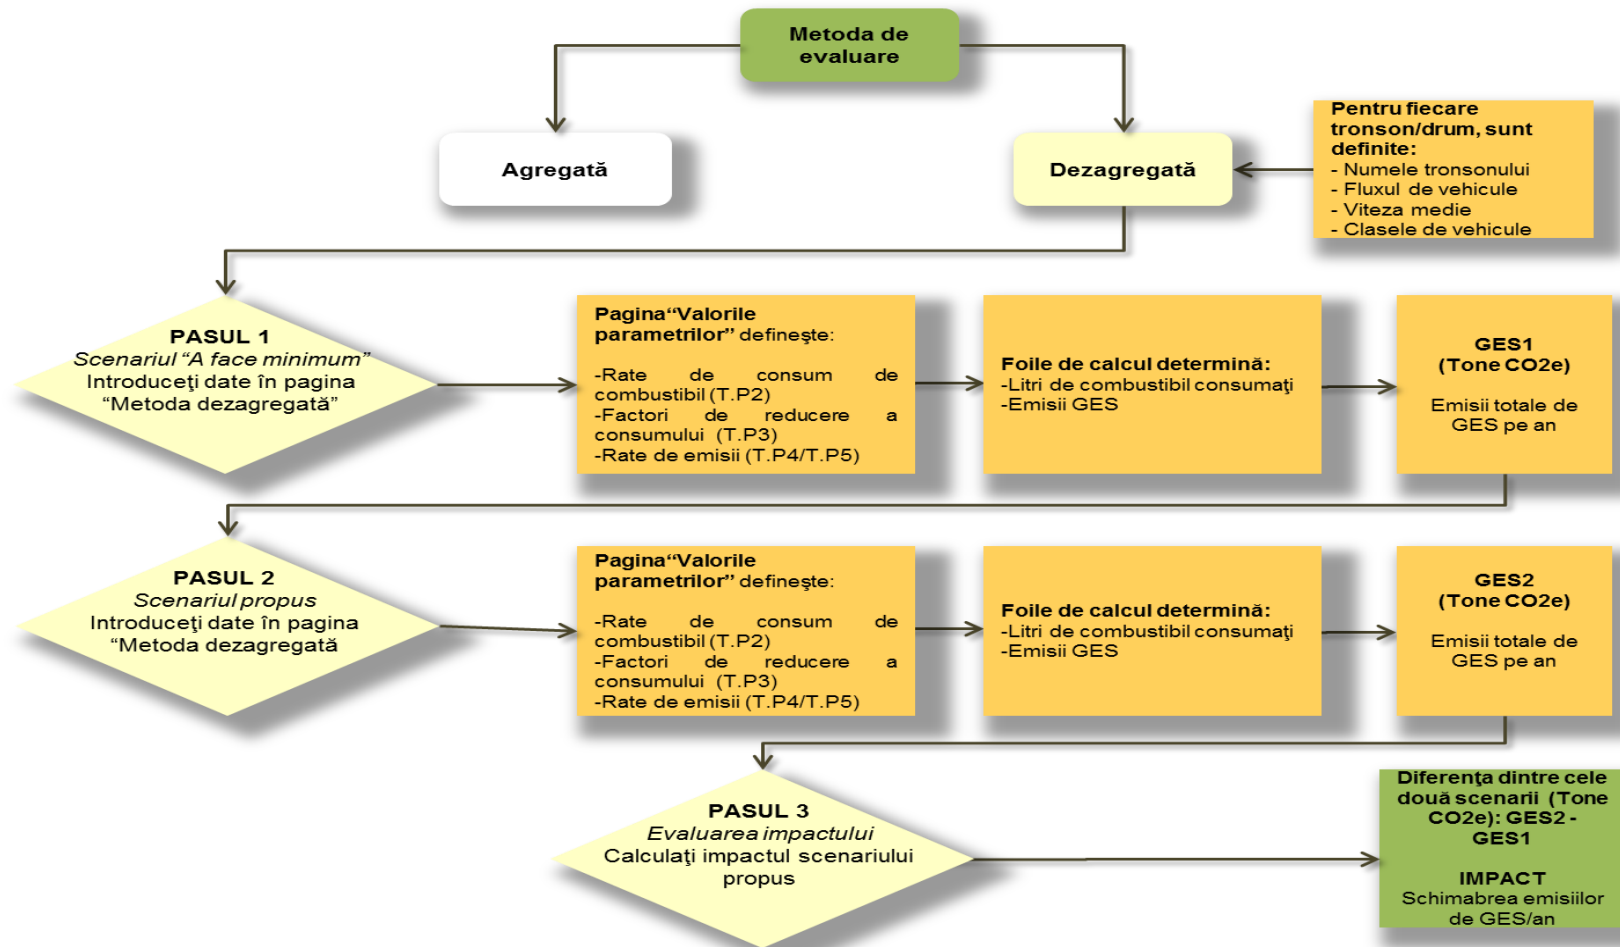 Metoda de
evaluare
Agregată
Dezagregată
Pentru fiecare
tronson/drum, sunt
definite:
- Numele tronsonului
- Fluxul de vehicule
- Viteza medie
- Clasele de vehicule
PASUL 1
Scenariul “A face minimum”
Introduceţi date în pagina
“Metoda dezagregată”
Pagina“Valorile
parametrilor” defineşte:
-Rate de consum de
combustibil (T.P2)
-Factori de reducere a
consumului (T.P3)
-Rate de emisii (T.P4/T.P5)
Foile de calcul determină:
-Litri de combustibil consumaţi
-Emisii GES
GES1
(Tone CO2e)
Emisii totale de
GES pe an
PASUL 2
Scenariul propus
Introduceţi date în pagina
“Metoda dezagregată
Pagina“Valorile
parametrilor” defineşte:
-Rate de consum de
combustibil (T.P2)
-Factori de reducere a
consumului (T.P3)
-Rate de emisii (T.P4/T.P5)
Foile de calcul determină:
-Litri de combustibil consumaţi
-Emisii GES
GES2
(Tone CO2e)
Emisii totale de
GES pe an
PASUL 3
Evaluarea impactului
Calculaţi impactul scenariului
propus
Diferenţa dintre cele
două scenarii (Tone
CO2e): GES2 -
GES1
IMPACT
Schimabrea emisiilor
de GES/an